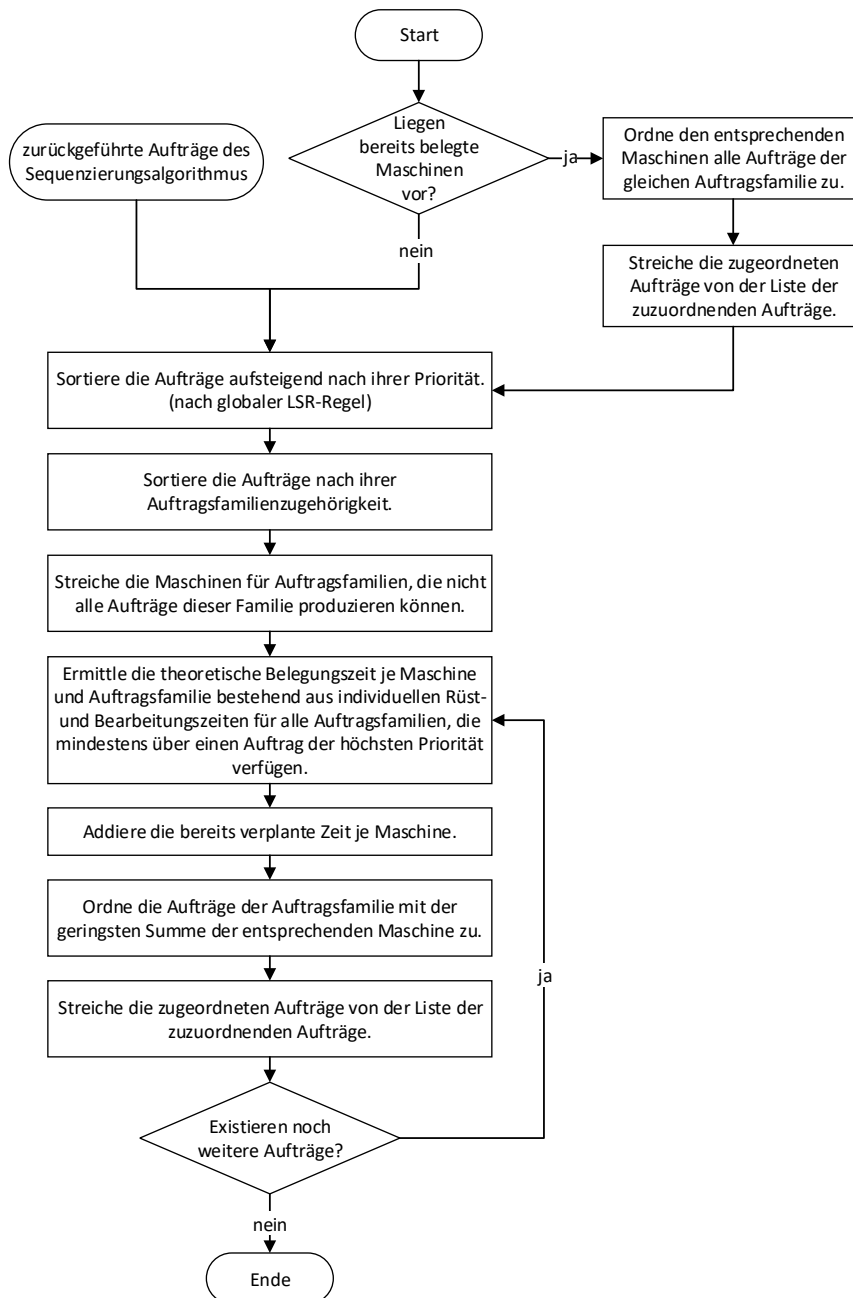 Start
Liegen
bereits belegte
Maschinen
vor?
ja
Ordne den entsprechenden
Maschinen alle Aufträge der
gleichen Auftragsfamilie zu.
zurückgeführte Aufträge des
Sequenzierungsalgorithmus
nein
Streiche die zugeordneten
Aufträge von der Liste der
zuzuordnenden Aufträge.
Sortiere die Aufträge aufsteigend nach ihrer Priorität.
(nach globaler LSR-Regel)
Sortiere die Aufträge nach ihrer
Auftragsfamilienzugehörigkeit.
Streiche die Maschinen für Auftragsfamilien, die nicht
alle Aufträge dieser Familie produzieren können.
Ermittle die theoretische Belegungszeit je Maschine
und Auftragsfamilie bestehend aus individuellen Rüst-
und Bearbeitungszeiten für alle Auftragsfamilien, die
mindestens über einen Auftrag der höchsten Priorität
verfügen.
Addiere die bereits verplante Zeit je Maschine.
Ordne die Aufträge der Auftragsfamilie mit der
geringsten Summe der entsprechenden Maschine zu.
ja
Streiche die zugeordneten Aufträge von der Liste der
zuzuordnenden Aufträge.
Existieren noch
weitere Aufträge?
nein
Ende